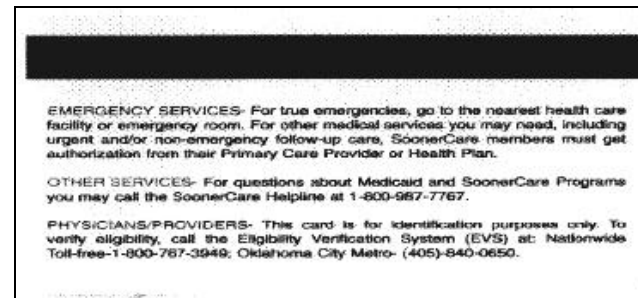 EMERGENCY SERVICES- For true emergencies, go to the nearest health care
facility or emergency room. For other medical services you may need, including
urgent and/or non-emergency follow-up care, SoonerCare members must get
authorization from their Primary Care Provider or Health Plan.
OTHER SERVICES- For questions about Medicaid and SoonerCare Programs
you may call the SoonerCare Helpline at 1-800-987-7767.
PHYSICIANS/PROVIDERS- This card is for identification purposes only. To
verify eligibility, call the Eligibility Verification System (EVS) at: Nationwide
Toll-free-1-800-767-3949; Oklahoma City Metro- (405)-840-0650.